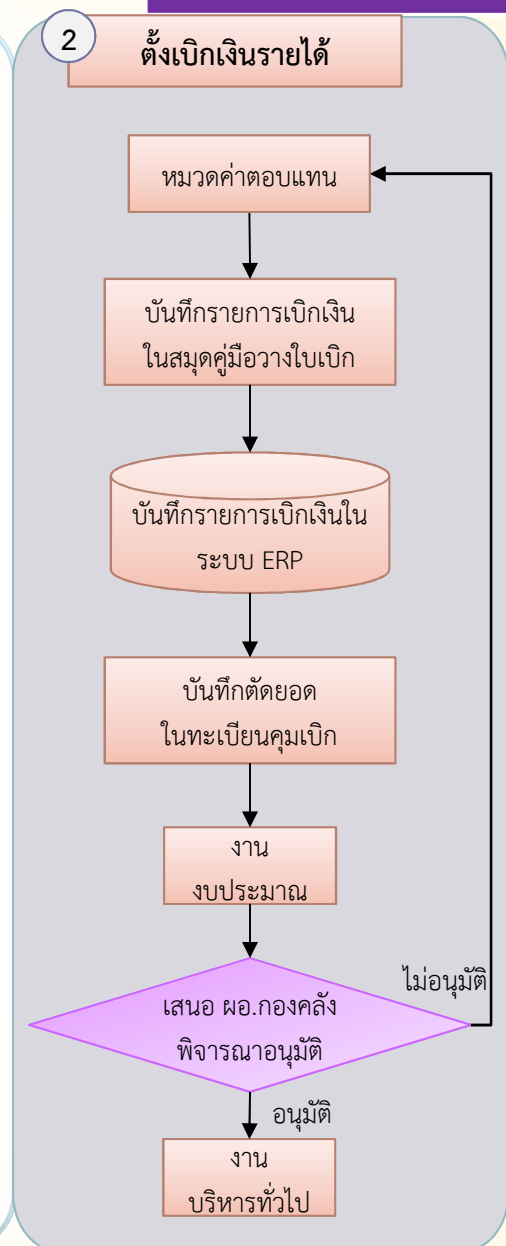 2
ตั้งเบิกเงินรายได้
หมวดค่าตอบแทน
บันทึกรายการเบิกเงิน
ในสมุดคู่มือวางใบเบิก
บันทึกรายการเบิกเงินใน
ระบบ ERP
บันทึกตัดยอด
ในทะเบียนคุมเบิก
งาน
งบประมาณ
ไม่อนุมัติ
เสนอ ผอ.กองคลัง
พิจารณาอนุมัติ
อนุมัติ
งาน
บริหารทั่วไป